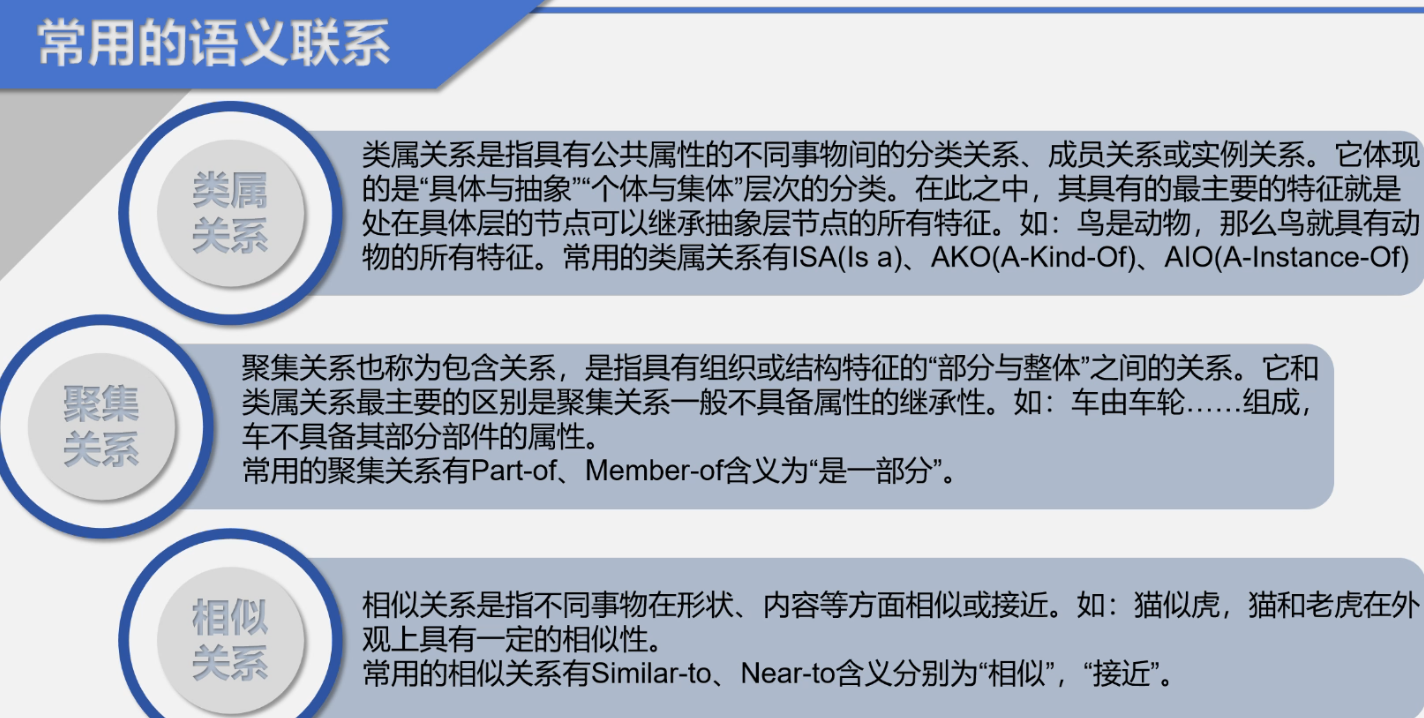 常用的语义联系
类属
关系
类属关系是指具有公共属性的不同事物间的分类关系、成员关系或实例关系。它体现
的是“具体与抽象”“个体与集体”层次的分类。在此之中，其具有的最主要的特征就是
处在具体层的节点可以继承抽象层节点的所有特征。如：鸟是动物，那么鸟就具有动
物的所有特征。常用的类属关系有ISA(Is a)、AKO(A-Kind-Of)、AIO(A-Instance-Of)
聚集
关系
聚集关系也称为包含关系，是指具有组织或结构特征的“部分与整体”之间的关系。它和
类属关系最主要的区别是聚集关系一般不具备属性的继承性。如：车由车轮……组成，
车不具备其部分部件的属性。
常用的聚集关系有Part-of、Member-of含义为“是一部分”。
相似
关系
相似关系是指不同事物在形状、内容等方面相似或接近。如：猫似虎，猫和老虎在外
观上具有一定的相似性。
常用的相似关系有Similar-to、Near-to含义分别为“相似”，“接近”。